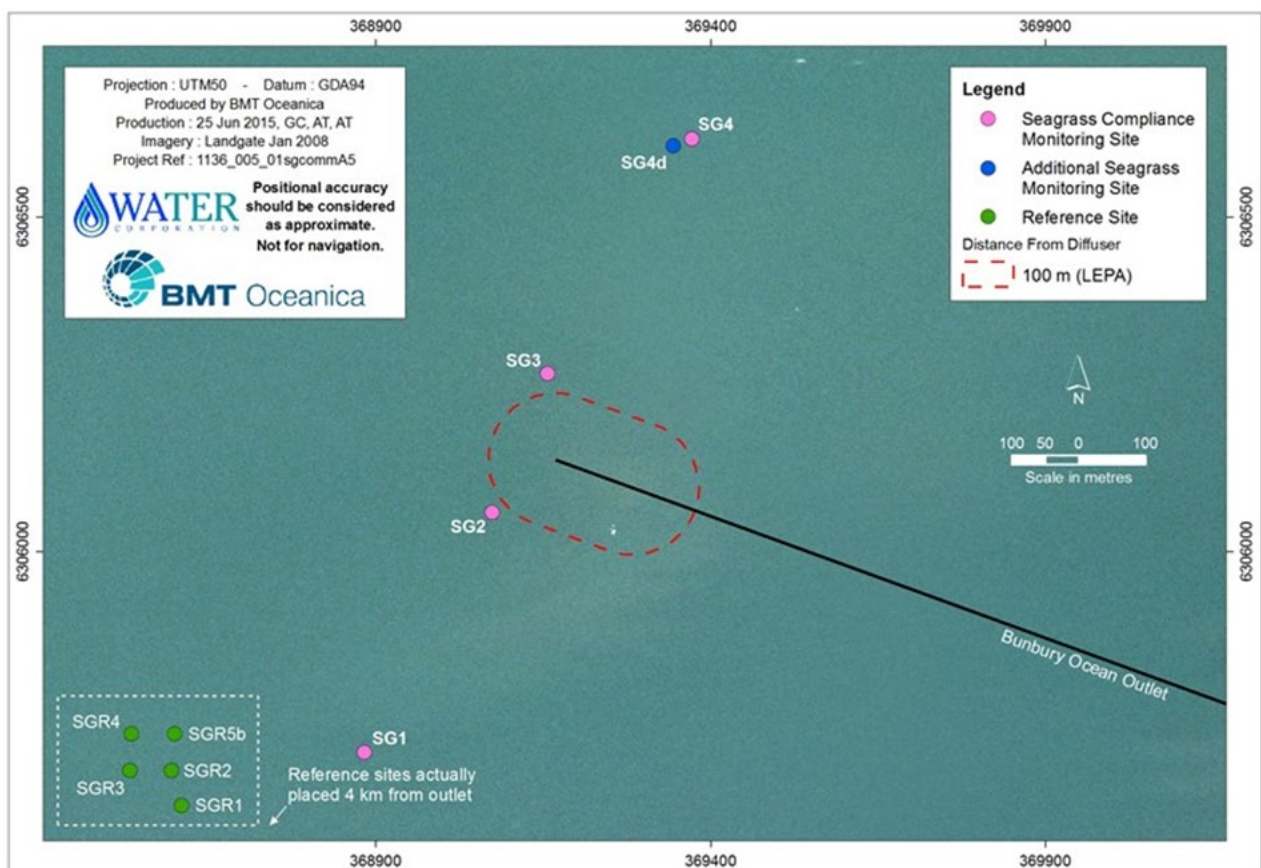 368900
369400
369900
Projection : UTM50 - Datum : GDA94
Produced by BMT Oceanica
Production : 25 Jun 2015, GC, AT, AT
Imagery : Landgate Jan 2008
Project Ref : 1136_005_01sgcommA5
WATER
CORPORATION
Positional accuracy
should be considered
as approximate.
Not for navigation.
BMT Oceanica
Legend
Seagrass Compliance
Monitoring Site
Additional Seagrass
Monitoring Site
Reference Site
Distance From Diffuser
100 m (LEPA)
SG4
SG4d
6306500
6306500
SG3
N
100 50 0 100
Scale in metres
SG2
6306000
6306000
Bunbury Ocean Outlet
SGR4
SGR5b
SGR3
SGR2
SGR1
SG1
Reference sites actually
placed 4 km from outlet
368900
369400
369900